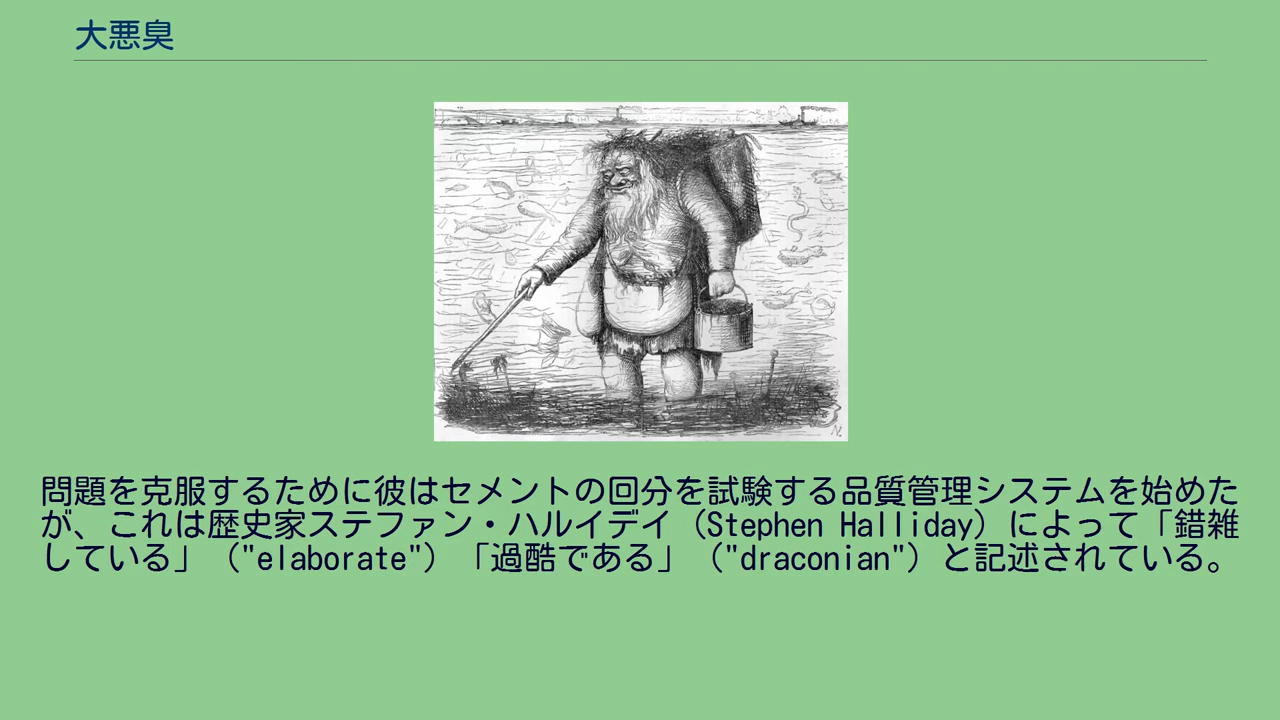 大悪臭
問題を克服するために彼はセメントの回分を試験する品質管理システムを始めた
が、これは歴史家ステファン・ハルイデイ（Stephen Halliday）によって「錯雑
している」（"elaborate"）「過酷である」（"draconian"）と記述されている。